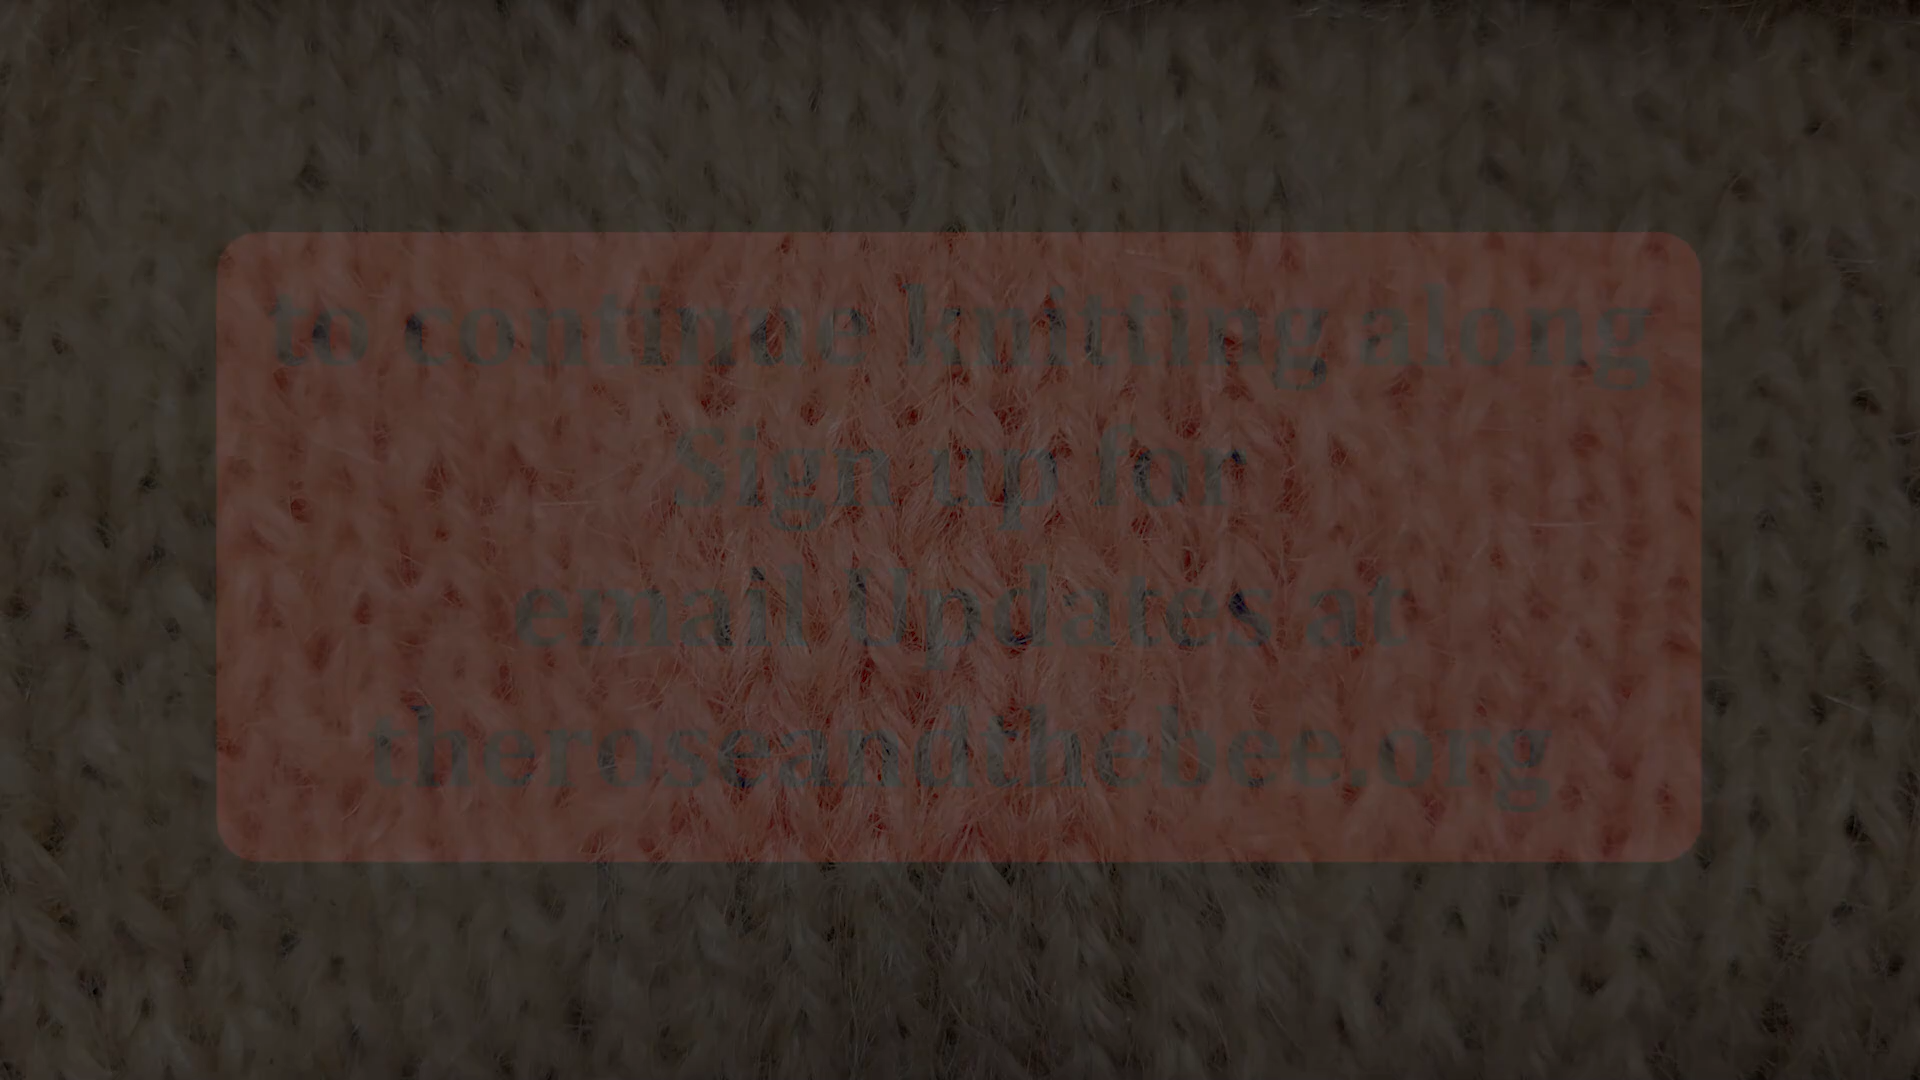 to continue knitting along
Sign up for
email Updates at
theroseandthebee.org